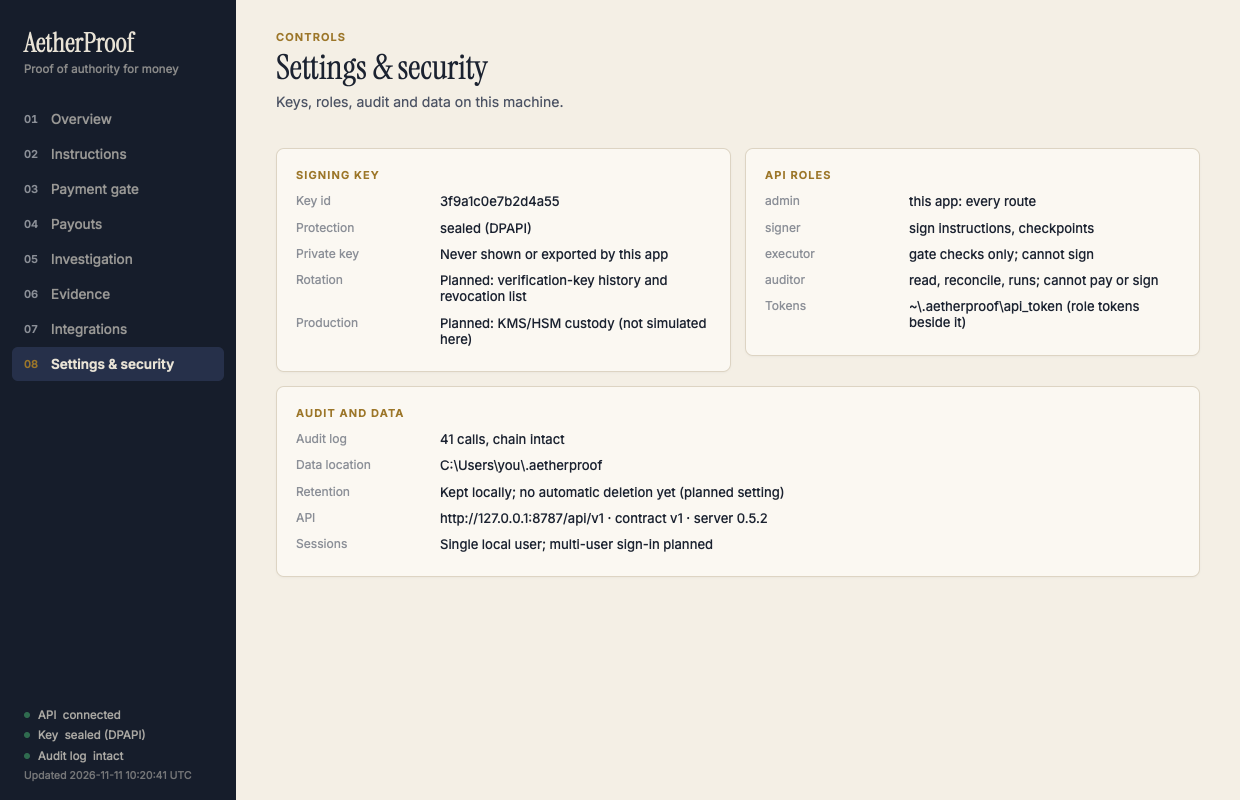 AetherProof
Proof of authority for money
01 Overview
02 Instructions
03 Payment gate
04 Payouts
05 Investigation
06 Evidence
07 Integrations
08 Settings & security
API connected
Key sealed (DPAPI)
Audit log intact
Updated 2026-11-11 10:20:41 UTC
CONTROLS
Settings & security
Keys, roles, audit and data on this machine.
SIGNING KEY
Key id 3f9a1c0e7b2d4a55
Protection sealed (DPAPI)
Private key Never shown or exported by this app
Rotation Planned: verification-key history and
revocation list
Production Planned: KMS/HSM custody (not simulated
here)
API ROLES
admin this app: every route
signer sign instructions, checkpoints
executor gate checks only; cannot sign
auditor read, reconcile, runs; cannot pay or sign
Tokens ~\.aetherproof\api_token (role tokens
beside it)
AUDIT AND DATA
Audit log 41 calls, chain intact
Data location C:\Users\you\.aetherproof
Retention Kept locally; no automatic deletion yet (planned setting)
API http://127.0.0.1:8787/api/v1 · contract v1 · server 0.5.2
Sessions Single local user; multi-user sign-in planned